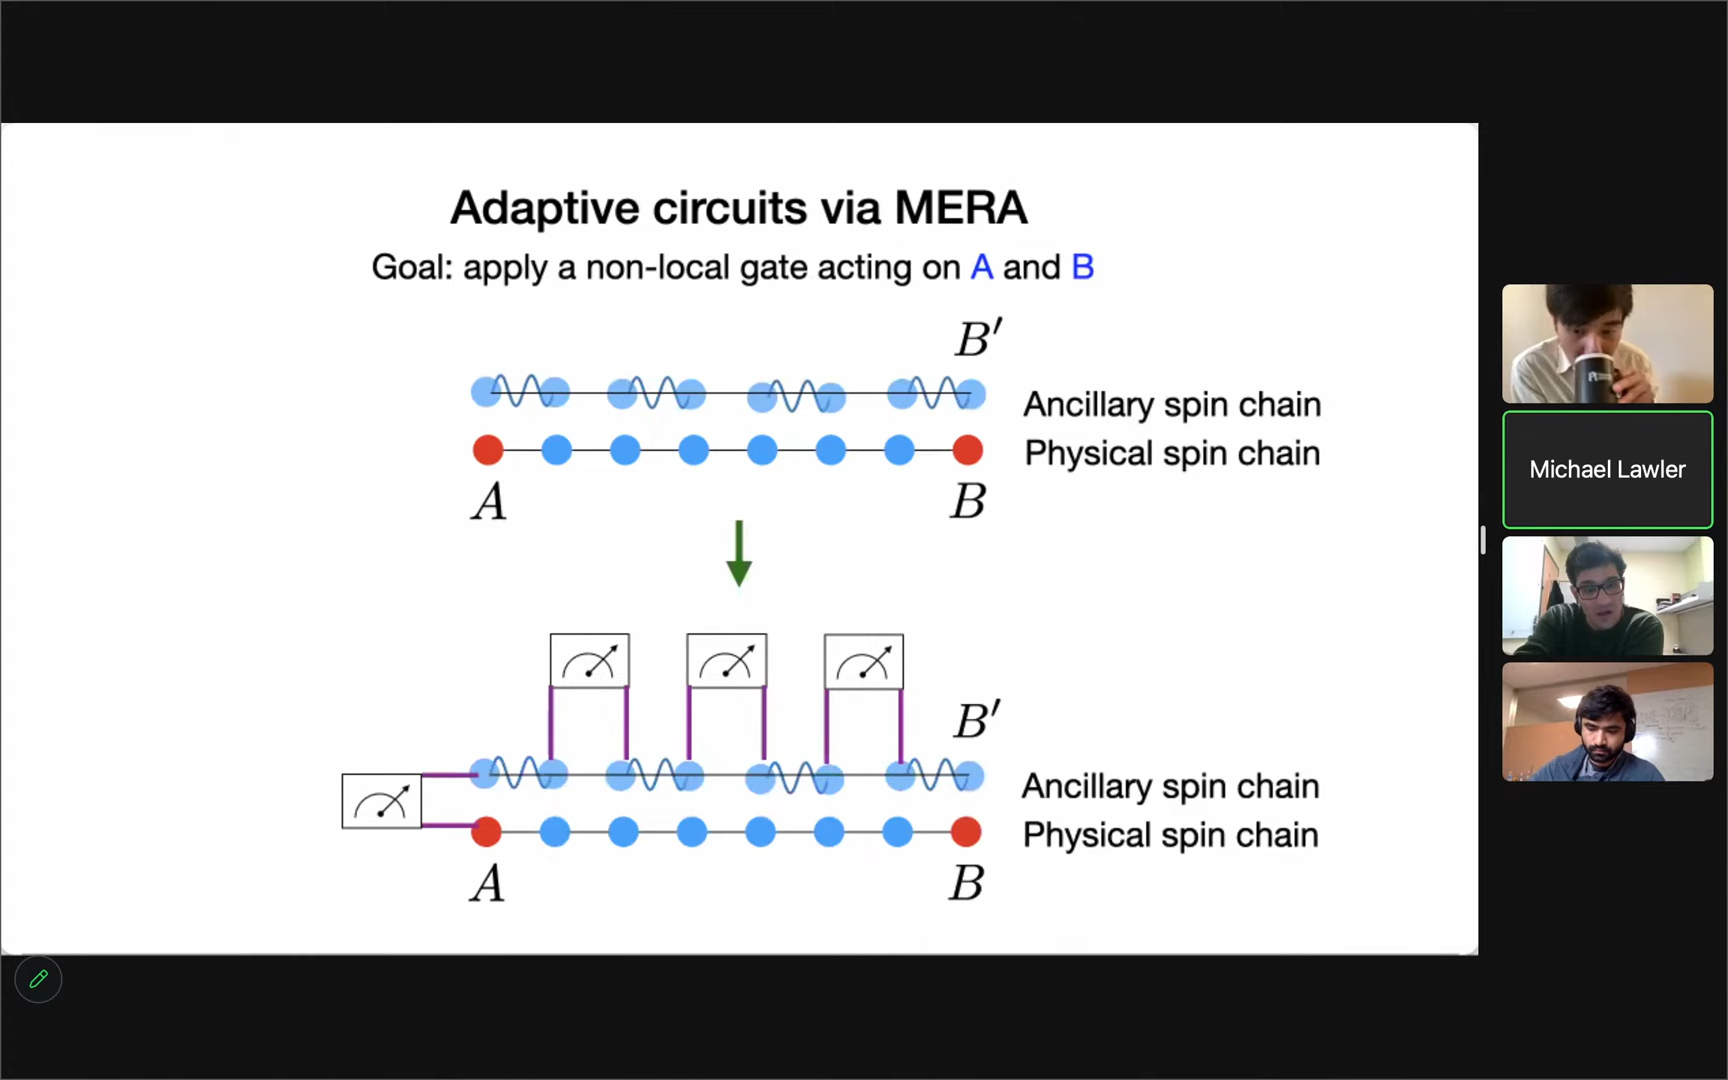 Adaptive circuits via MERA
Goal: apply a non-local gate acting on A and B
B′
Ancillary spin chain
Physical spin chain
A
B
B′
Ancillary spin chain
Physical spin chain
A
B
Michael Lawler